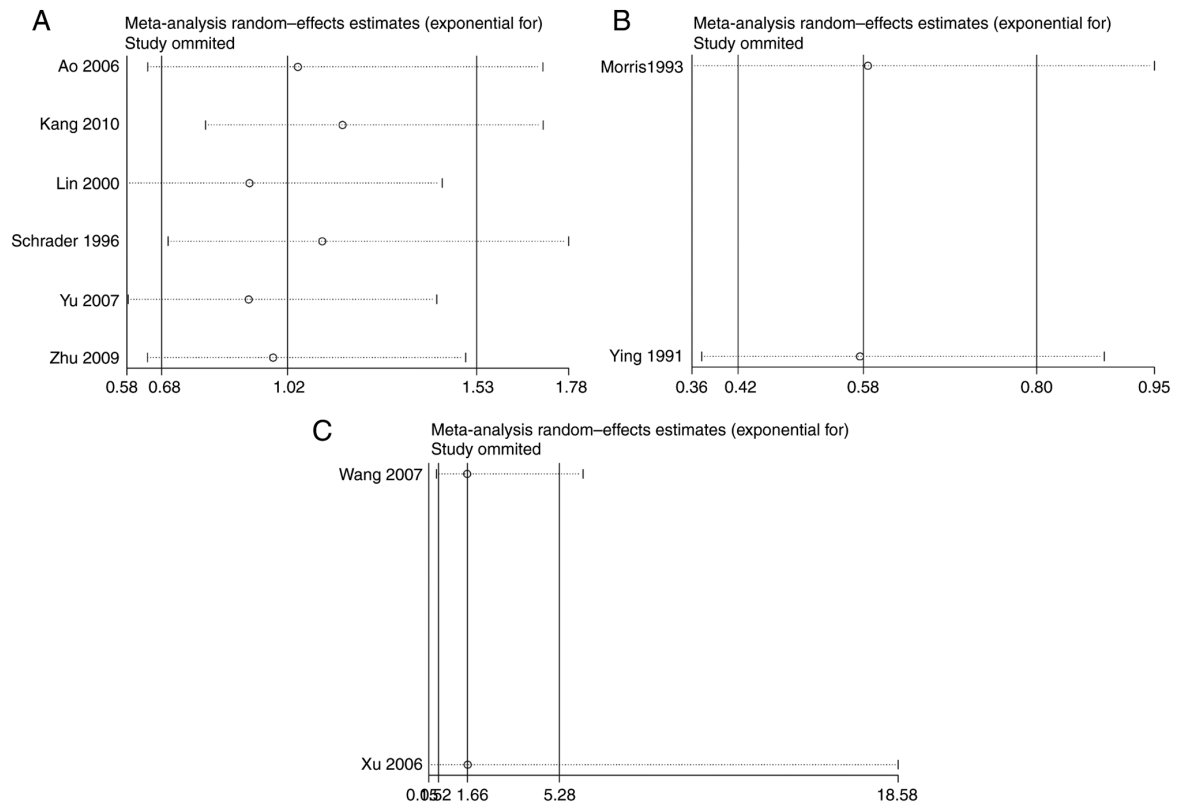 A
Meta-analysis random–effects estimates (exponential for)
Study ommited
Ao 2006
Kang 2010
Lin 2000
Schrader 1996
Yu 2007
Zhu 2009
0.58 0.68 1.02 1.53 1.78
B
Meta-analysis random–effects estimates (exponential for)
Study ommited
Morris1993
Ying 1991
0.36 0.42 0.58 0.80 0.95
C
Meta-analysis random–effects estimates (exponential for)
Study ommited
Wang 2007
Xu 2006
1.66 5.28 18.58